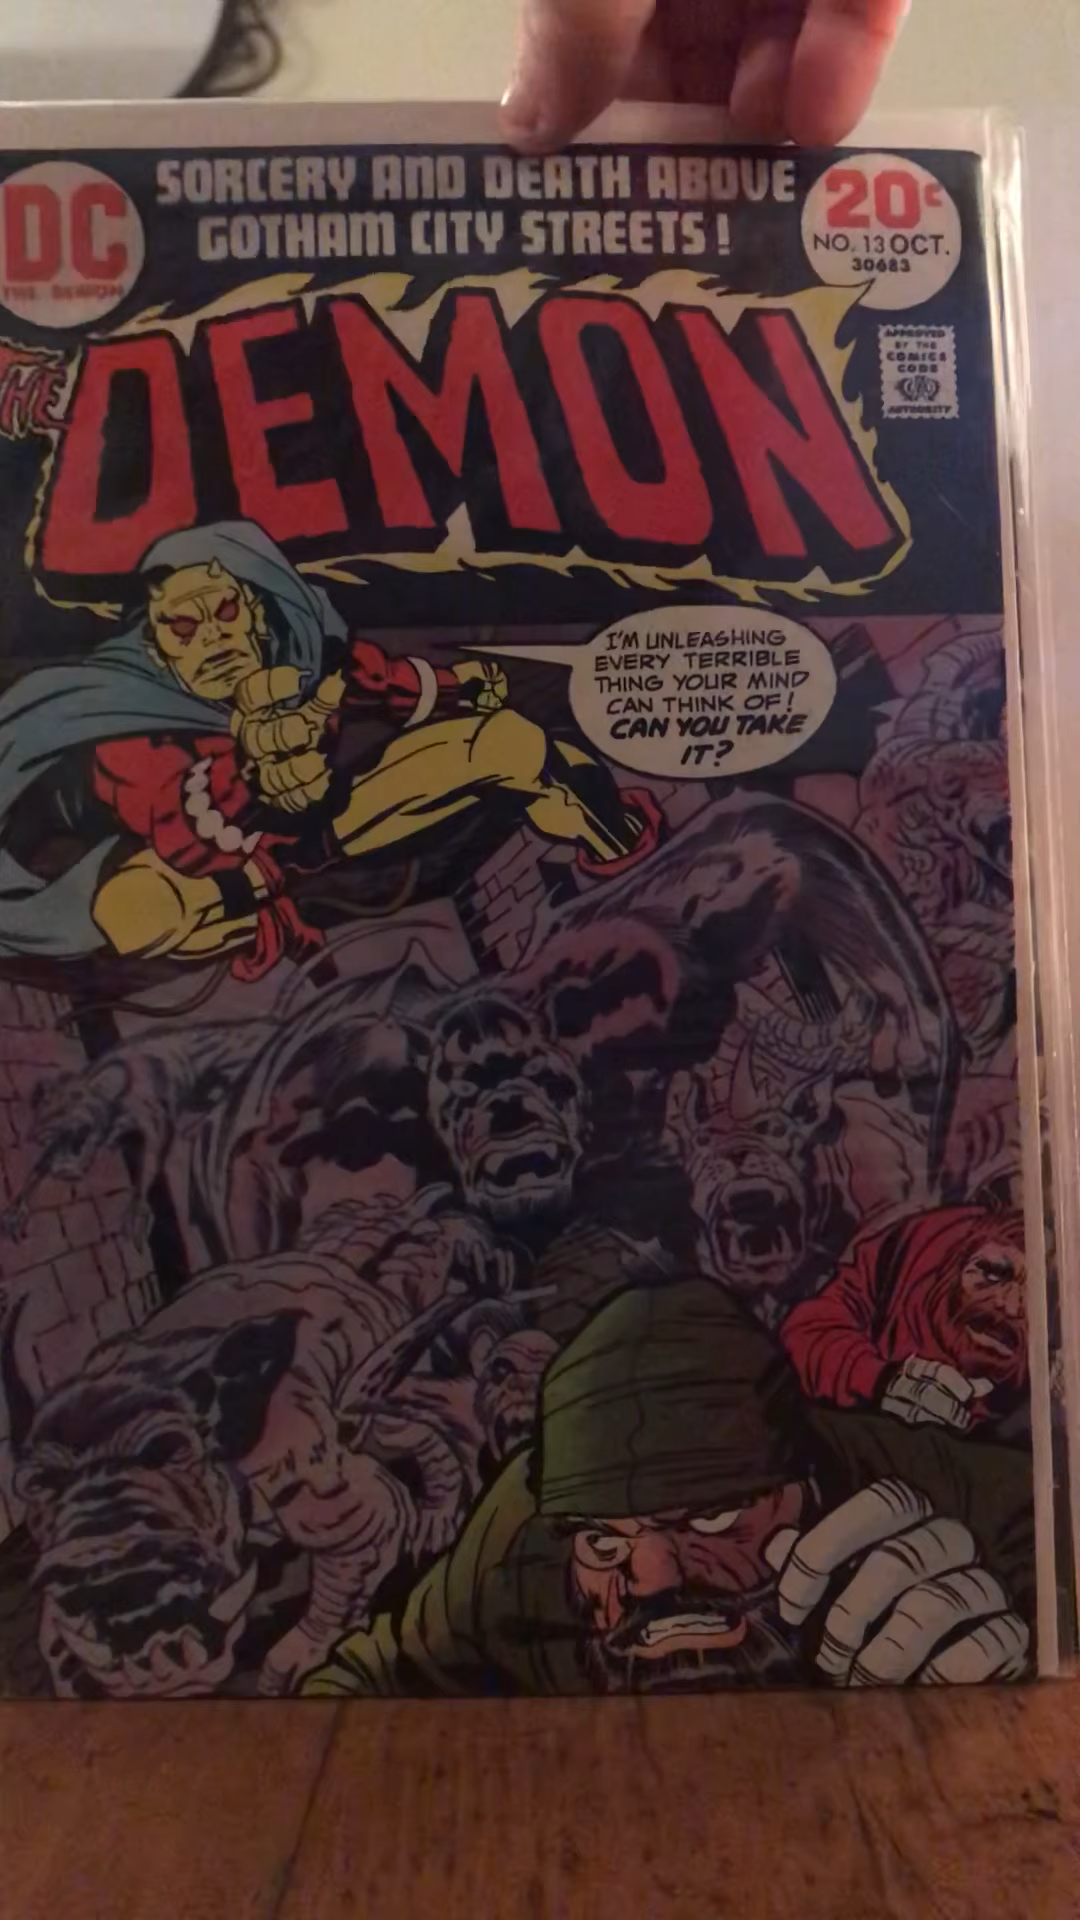 SORCERY AND DEATH ABOVE
GOTHAM CITY STREETS!
DC
THE DEMON
20¢
NO. 13 OCT.
30683
THE DEMON
APPROVED
BY THE
COMICS
CODE
AUTHORITY
I'M UNLEASHING
EVERY TERRIBLE
THING YOUR MIND
CAN THINK OF!
CAN YOU TAKE
IT?